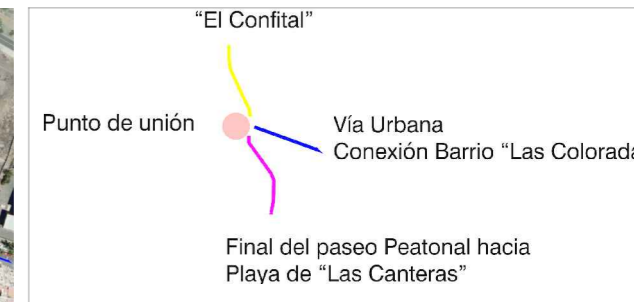 “El Confital”
Punto de unión
Vía Urbana
Conexión Barrio “Las Colorada
Final del paseo Peatonal hacia
Playa de “Las Canteras”